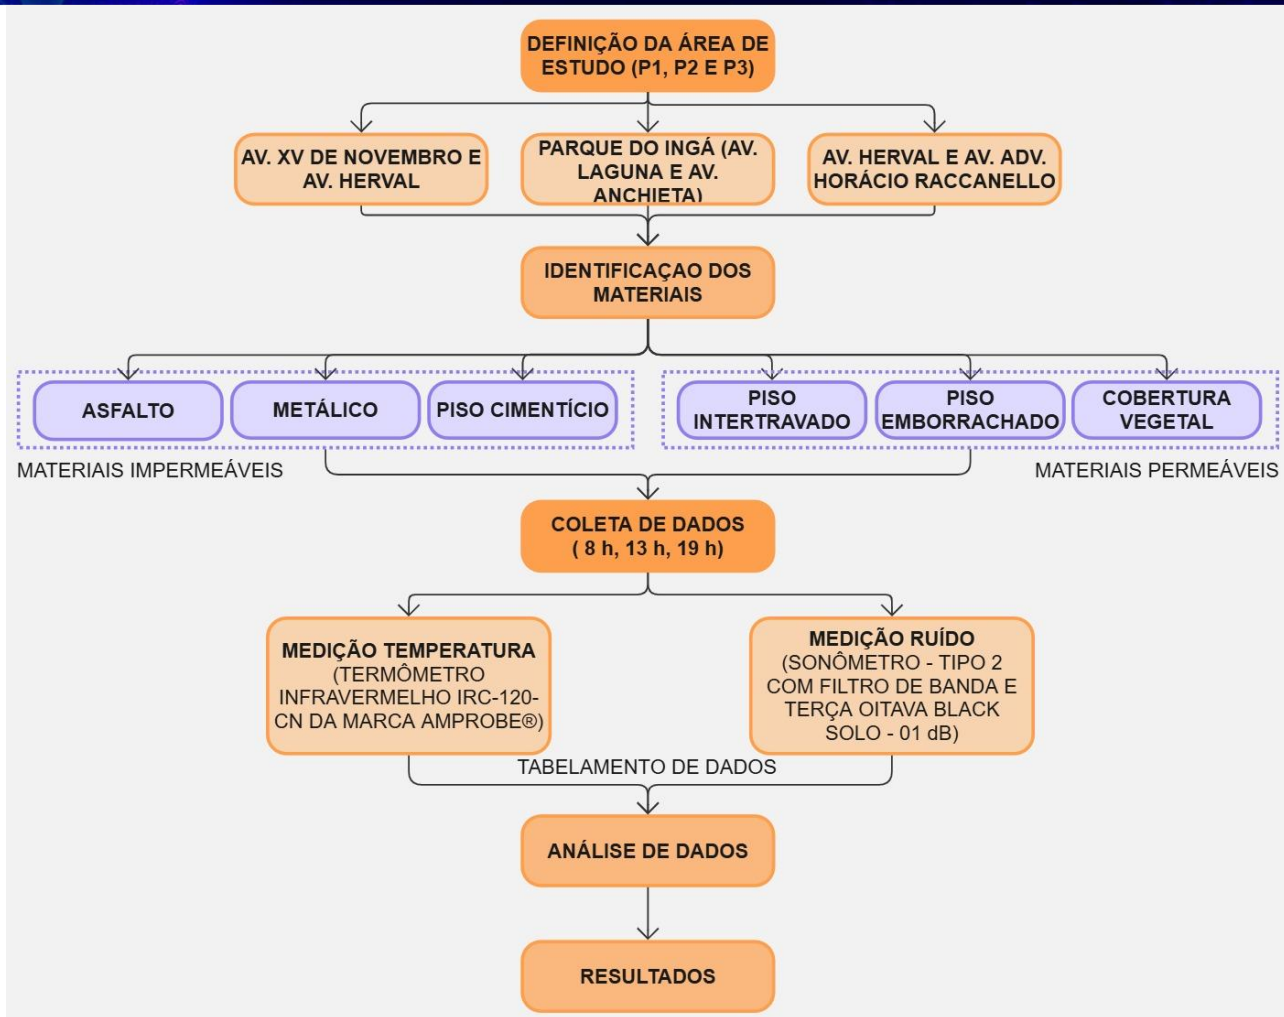 DEFINIÇÃO DA ÁREA DE
ESTUDO (P1, P2 E P3)
AV. XV DE NOVEMBRO E
AV. HERVAL
PARQUE DO INGÁ (AV.
LAGUNA E AV.
ANCHIETA)
AV. HERVAL E AV. ADV.
HORÁCIO RACCANELLO
IDENTIFICAÇAO DOS
MATERIAIS
ASFALTO
METÁLICO
PISO CIMENTÍCIO
PISO
INTERTRAVADO
PISO
EMBORRACHADO
COBERTURA
VEGETAL
MATERIAIS IMPERMEÁVEIS
MATERIAIS PERMEÁVEIS
COLETA DE DADOS
( 8 h, 13 h, 19 h)
MEDIÇÃO TEMPERATURA
(TERMÔMETRO
INFRAVERMELHO IRC-120-
CN DA MARCA AMPROBE®)
MEDIÇÃO RUÍDO
(SONÔMETRO - TIPO 2
COM FILTRO DE BANDA E
TERÇA OITAVA BLACK
SOLO - 01 dB)
TABELAMENTO DE DADOS
ANÁLISE DE DADOS
RESULTADOS